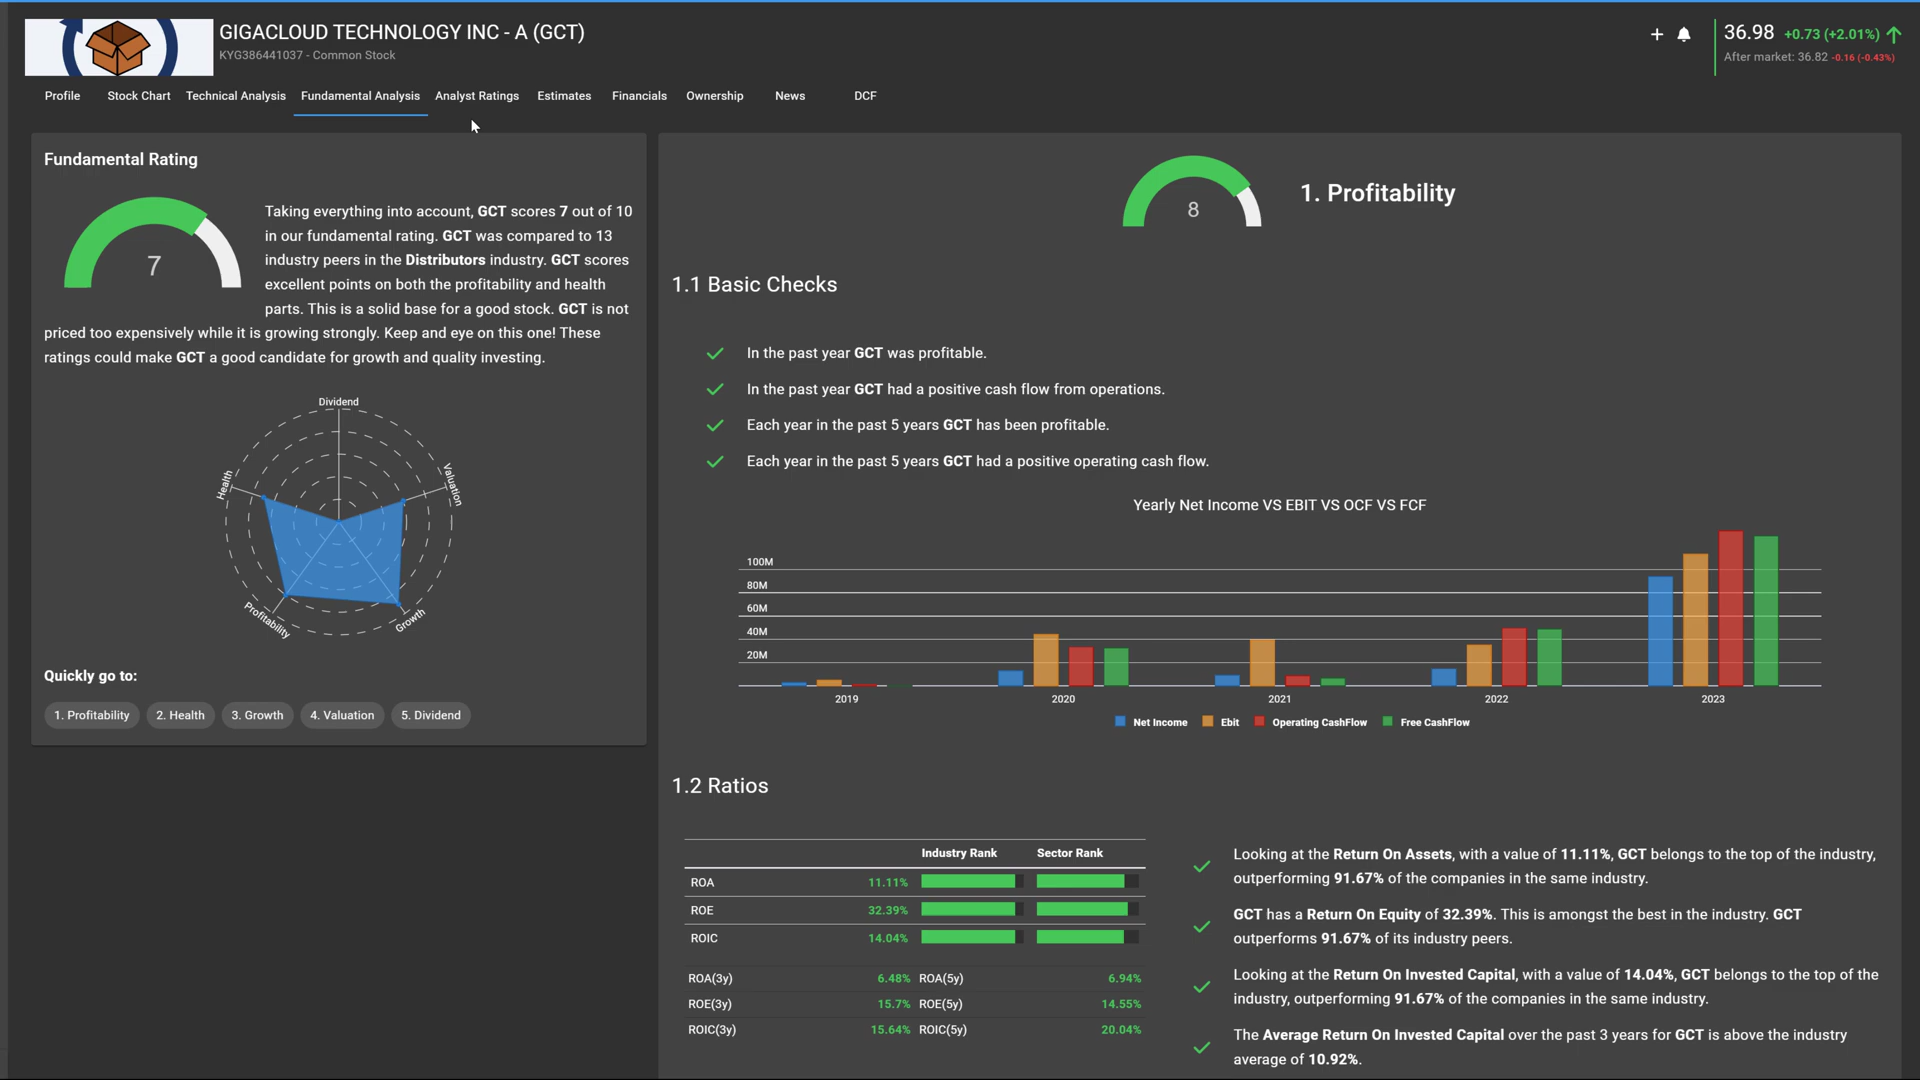 GIGACLOUD TECHNOLOGY INC - A (GCT)
KYG386441037 - Common Stock
36.98 +0.73 (+2.01%)
After market: 36.82 -0.16 (-0.43%)
Profile Stock Chart Technical Analysis Fundamental Analysis Analyst Ratings Estimates Financials Ownership News DCF
Fundamental Rating
7
Taking everything into account, GCT scores 7 out of 10
in our fundamental rating. GCT was compared to 13
industry peers in the Distributors industry. GCT scores
excellent points on both the profitability and health
parts. This is a solid base for a good stock. GCT is not
priced too expensively while it is growing strongly. Keep and eye on this one! These
ratings could make GCT a good candidate for growth and quality investing.
Dividend
Health
Valuation
Profitability
Growth
Quickly go to:
1. Profitability 2. Health 3. Growth 4. Valuation 5. Dividend
8
1. Profitability
1.1 Basic Checks
In the past year GCT was profitable.
In the past year GCT had a positive cash flow from operations.
Each year in the past 5 years GCT has been profitable.
Each year in the past 5 years GCT had a positive operating cash flow.
Yearly Net Income VS EBIT VS OCF VS FCF
100M
80M
60M
40M
20M
2019 2020 2021 2022 2023
Net Income Ebit Operating CashFlow Free CashFlow
1.2 Ratios
Industry Rank Sector Rank
ROA 11.11%
ROE 32.39%
ROIC 14.04%
ROA(3y) 6.48% ROA(5y) 6.94%
ROE(3y) 15.7% ROE(5y) 14.55%
ROIC(3y) 15.64% ROIC(5y) 20.04%
Looking at the Return On Assets, with a value of 11.11%, GCT belongs to the top of the industry,
outperforming 91.67% of the companies in the same industry.
GCT has a Return On Equity of 32.39%. This is amongst the best in the industry. GCT
outperforms 91.67% of its industry peers.
Looking at the Return On Invested Capital, with a value of 14.04%, GCT belongs to the top of the
industry, outperforming 91.67% of the companies in the same industry.
The Average Return On Invested Capital over the past 3 years for GCT is above the industry
average of 10.92%.